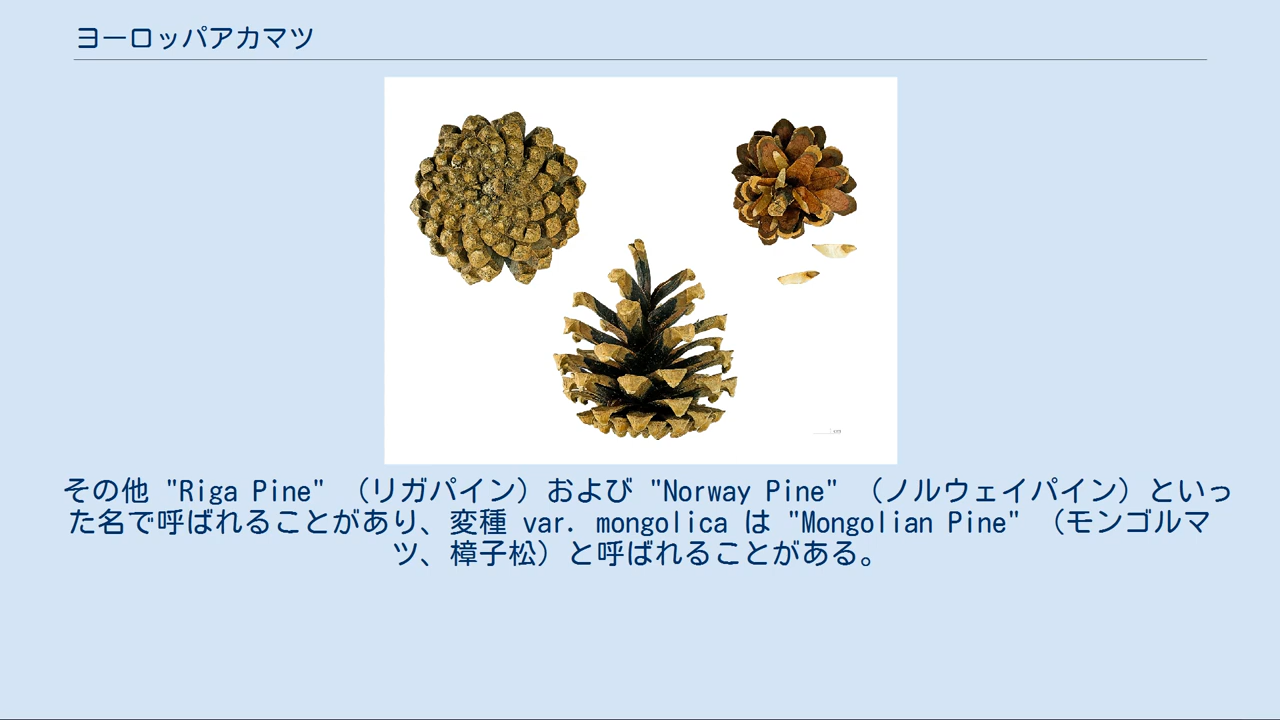 ヨーロッパアカマツ
その他 "Riga Pine" （リガパイン）および "Norway Pine" （ノルウェイパイン）といっ
た名で呼ばれることがあり、変種 var. mongolica は "Mongolian Pine" （モンゴルマ
ツ、樟子松）と呼ばれることがある。